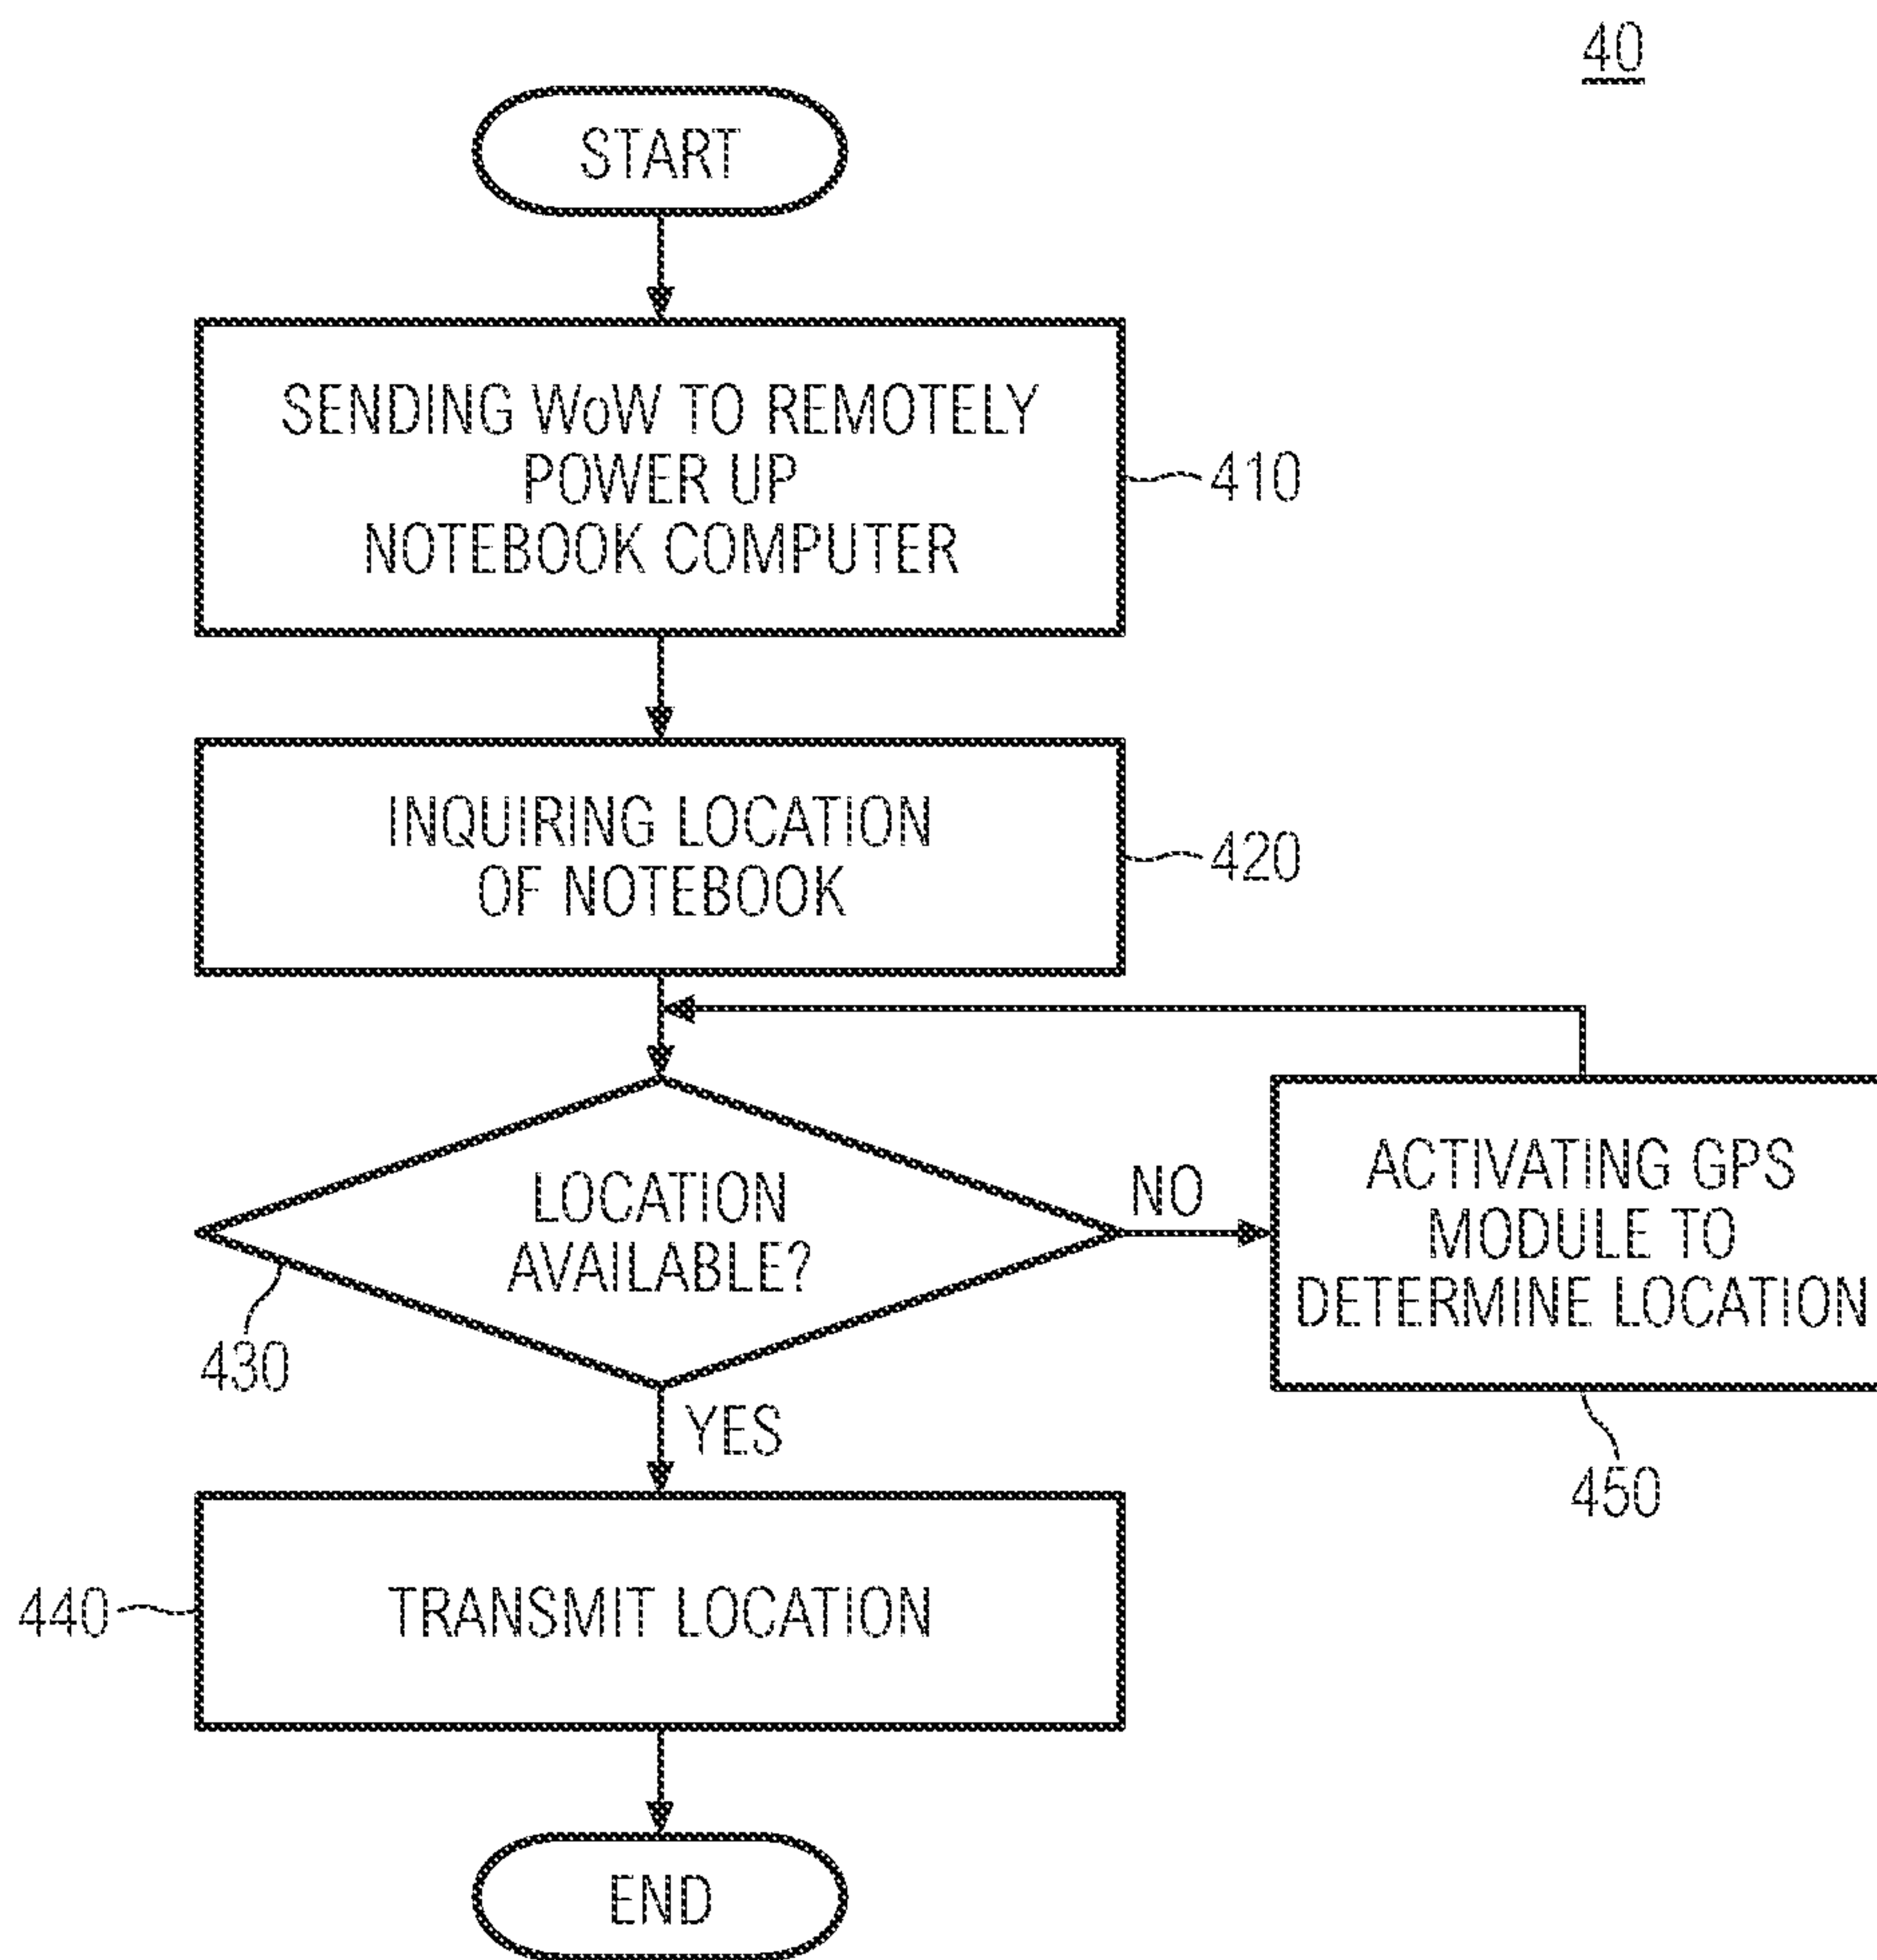 40
START
SENDING WoW TO REMOTELY
POWER UP
NOTEBOOK COMPUTER
410
INQUIRING LOCATION
OF NOTEBOOK
420
LOCATION
AVAILABLE?
430
NO
ACTIVATING GPS
MODULE TO
DETERMINE LOCATION
450
YES
TRANSMIT LOCATION
440
END